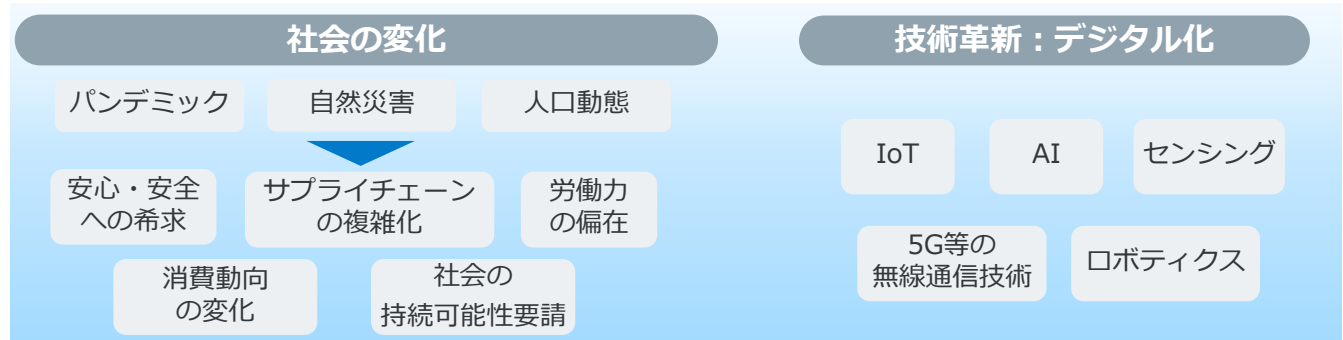 社会の変化
パンデミック
自然災害
人口動態
安心・安全
への希求
サプライチェーン
の複雑化
労働力
の偏在
消費動向
の変化
社会の
持続可能性要請
技術革新：デジタル化
IoT
AI
センシング
5G等の
無線通信技術
ロボティクス